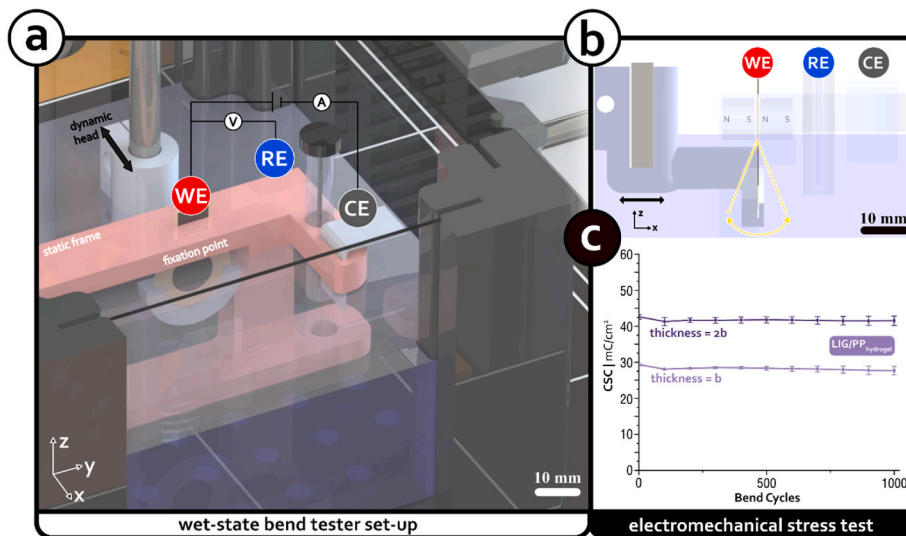 a
dynamic
head
A
V
RE
WE
CE
static frame
fixation point
z
y
x
10 mm
wet-state bend tester set-up
b
WE
RE
CE
N S N S
z
x
10 mm
c
CSC | mC/cm²
60
50
40
30
20
10
0
thickness = 2b
LIG/PPhydrogel
thickness = b
0
500
1000
Bend Cycles
electromechanical stress test